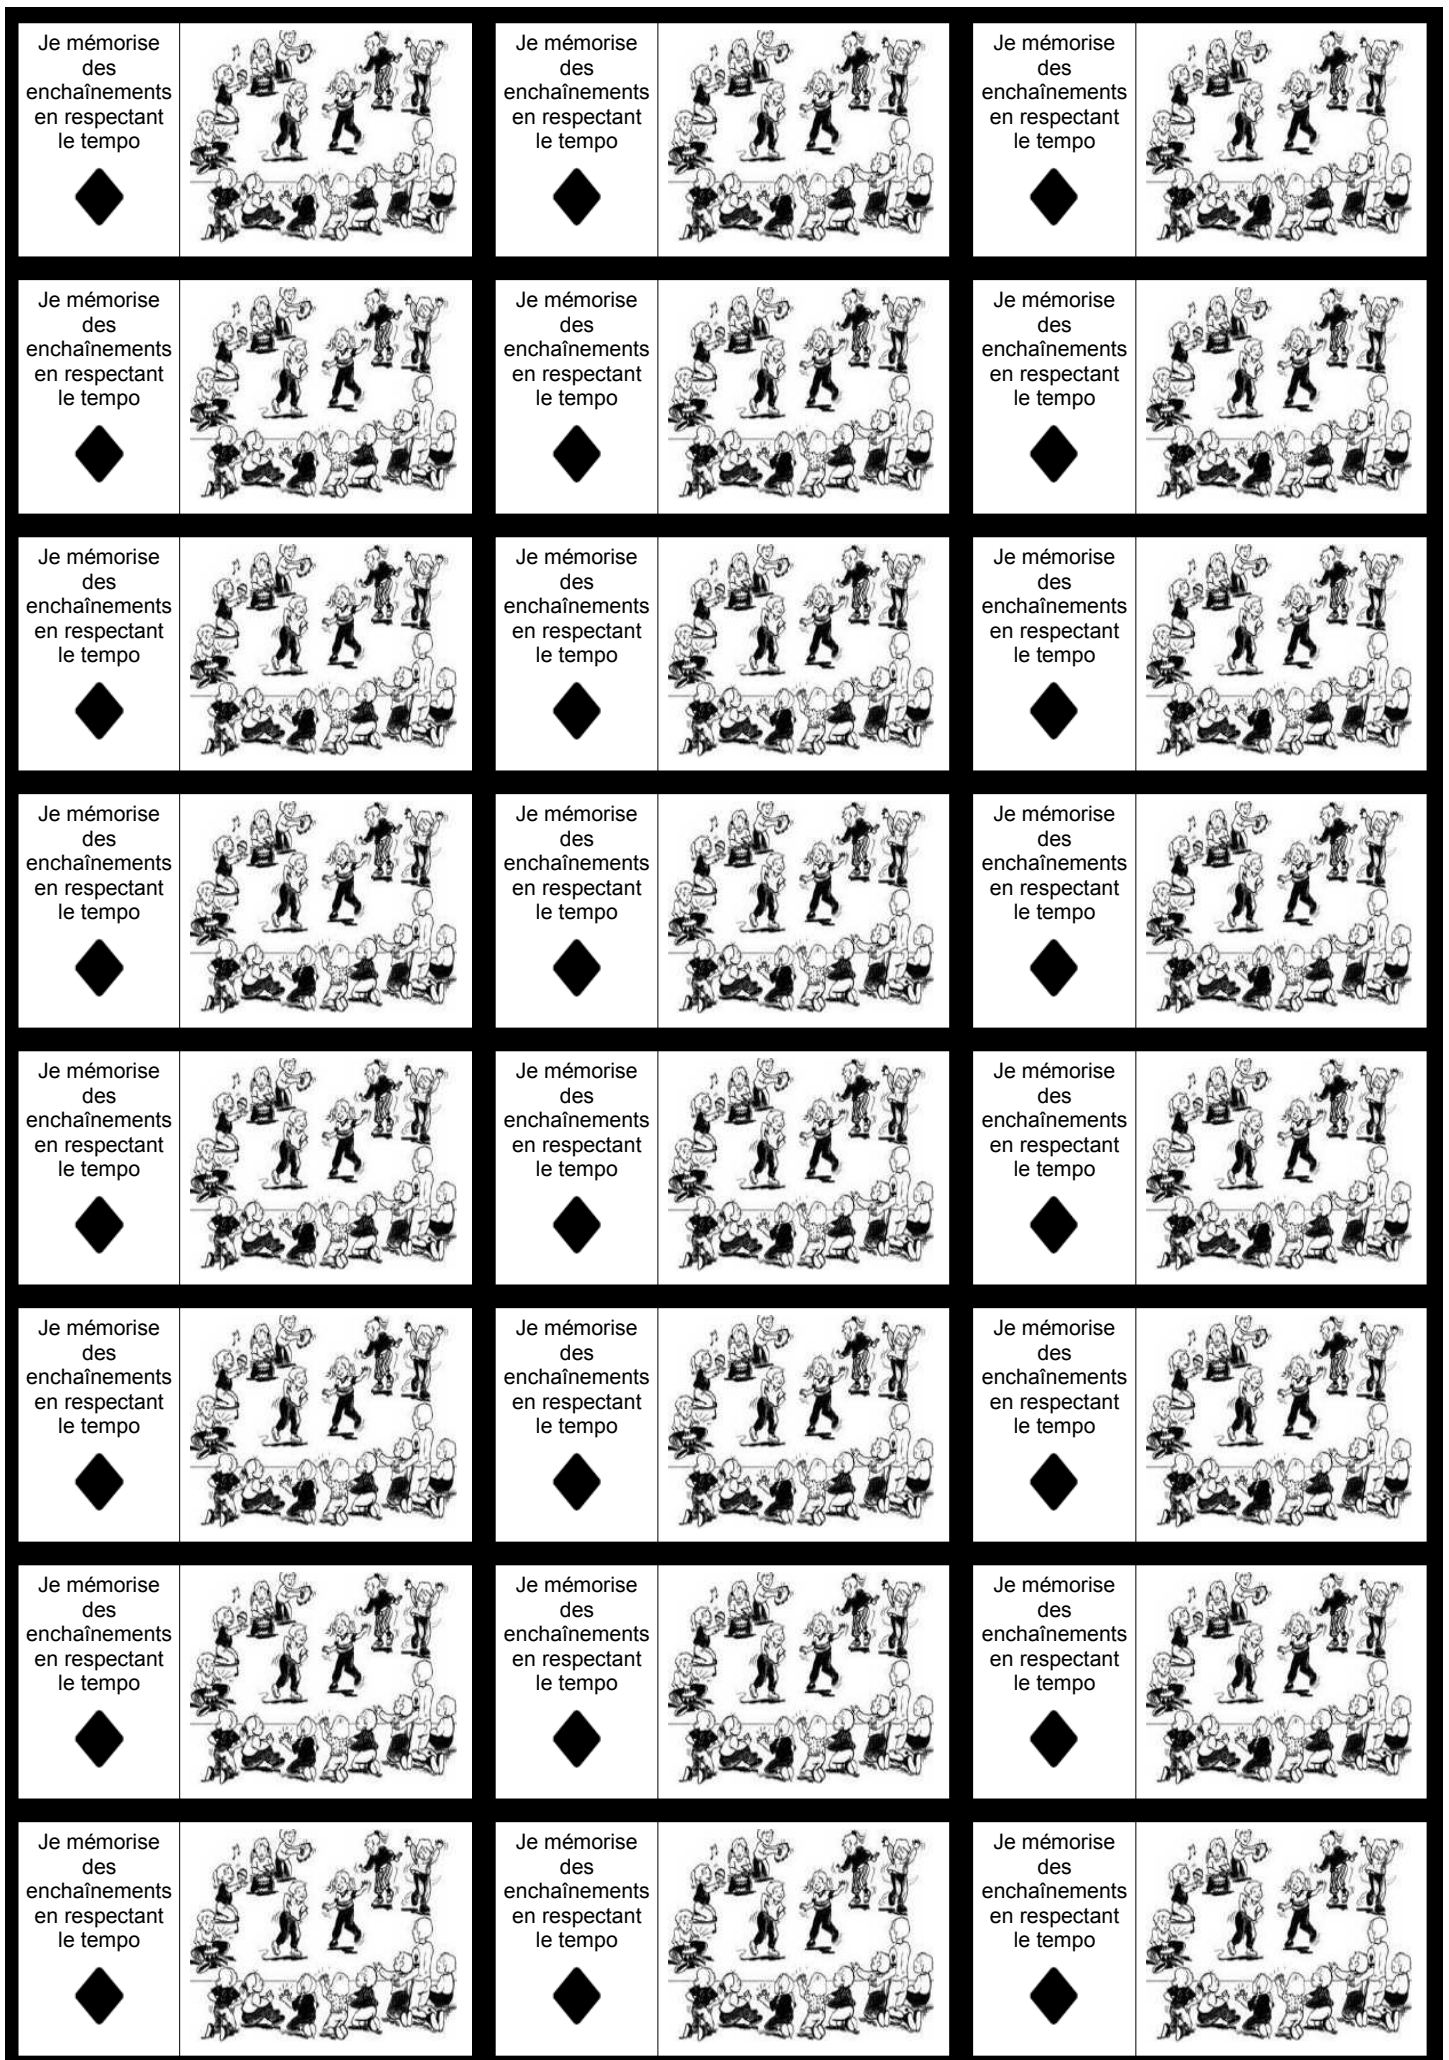 Je mémorise
des
enchaînements
en respectant
le tempo
Je mémorise
des
enchaînements
en respectant
le tempo
Je mémorise
des
enchaînements
en respectant
le tempo
Je mémorise
des
enchaînements
en respectant
le tempo
Je mémorise
des
enchaînements
en respectant
le tempo
Je mémorise
des
enchaînements
en respectant
le tempo
Je mémorise
des
enchaînements
en respectant
le tempo
Je mémorise
des
enchaînements
en respectant
le tempo
Je mémorise
des
enchaînements
en respectant
le tempo
Je mémorise
des
enchaînements
en respectant
le tempo
Je mémorise
des
enchaînements
en respectant
le tempo
Je mémorise
des
enchaînements
en respectant
le tempo
Je mémorise
des
enchaînements
en respectant
le tempo
Je mémorise
des
enchaînements
en respectant
le tempo
Je mémorise
des
enchaînements
en respectant
le tempo
Je mémorise
des
enchaînements
en respectant
le tempo
Je mémorise
des
enchaînements
en respectant
le tempo
Je mémorise
des
enchaînements
en respectant
le tempo
Je mémorise
des
enchaînements
en respectant
le tempo
Je mémorise
des
enchaînements
en respectant
le tempo
Je mémorise
des
enchaînements
en respectant
le tempo
Je mémorise
des
enchaînements
en respectant
le tempo
Je mémorise
des
enchaînements
en respectant
le tempo
Je mémorise
des
enchaînements
en respectant
le tempo